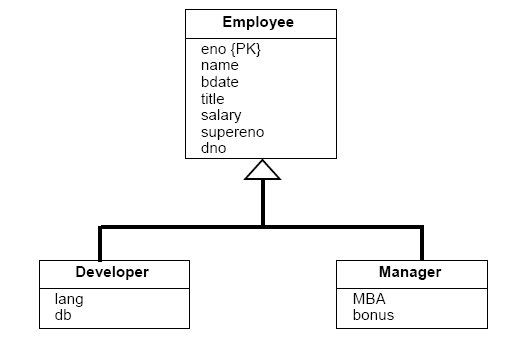 Employee
eno {PK}
name
bdate
title
salary
supereno
dno
Developer
lang
db
Manager
MBA
bonus